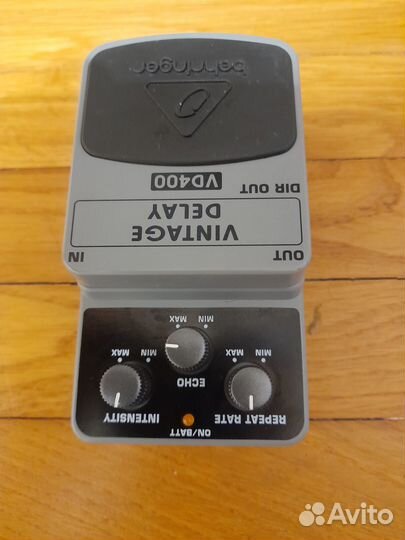 ON/BATT
REPEAT RATE
INTENSITY
ECHO
MIN MAX
MIN MAX
MIN MAX
OUT
IN
VINTAGE
DELAY
DIR OUT
VD400
behringer
Avito